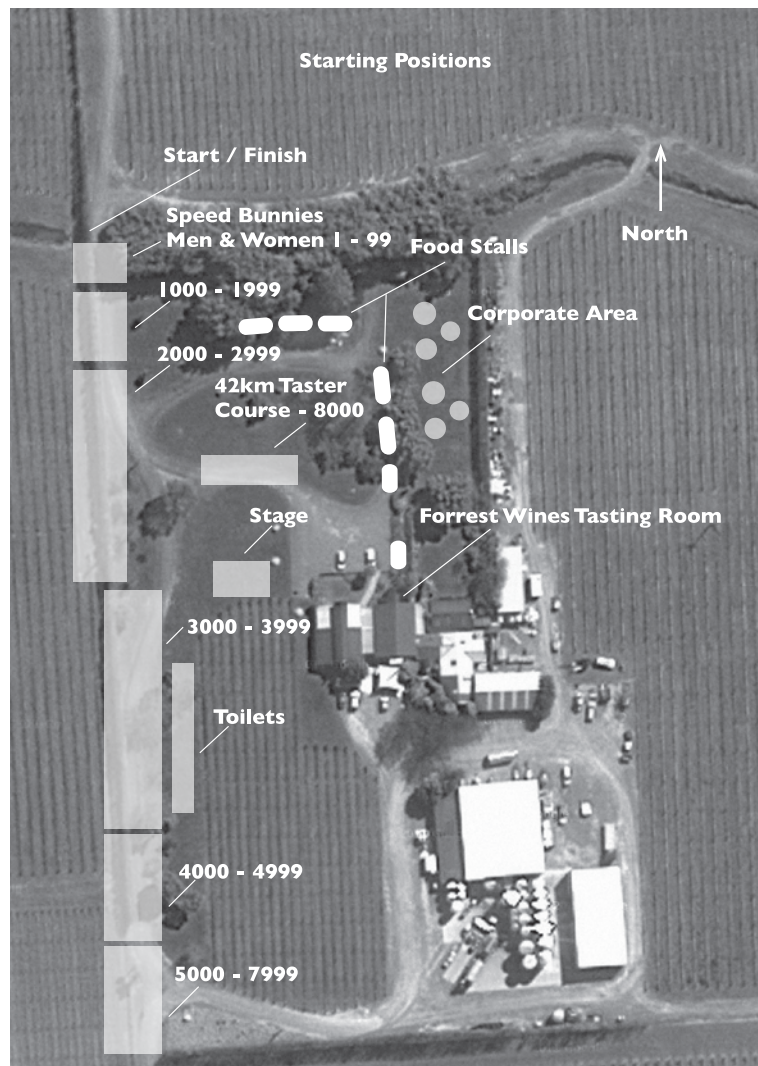 Starting Positions
Start / Finish
Speed Bunnies
Men & Women 1 - 99
North
Food Stalls
1000 - 1999
Corporate Area
2000 - 2999
42km Taster
Course - 8000
Stage
Forrest Wines Tasting Room
3000 - 3999
Toilets
4000 - 4999
5000 - 7999